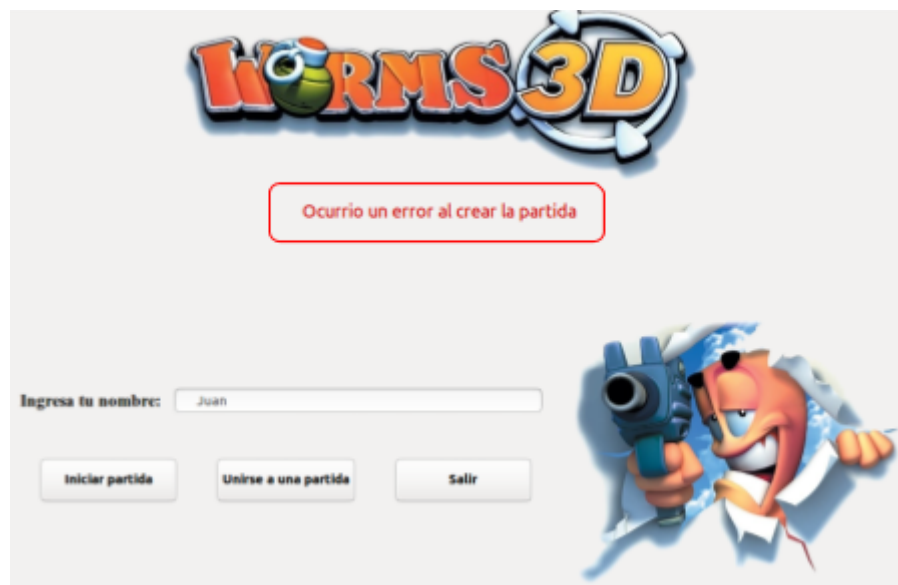 WORMS 3D
Ocurrio un error al crear la partida
Ingresa tu nombre: Juan
Iniciar partida Unirse a una partida Salir